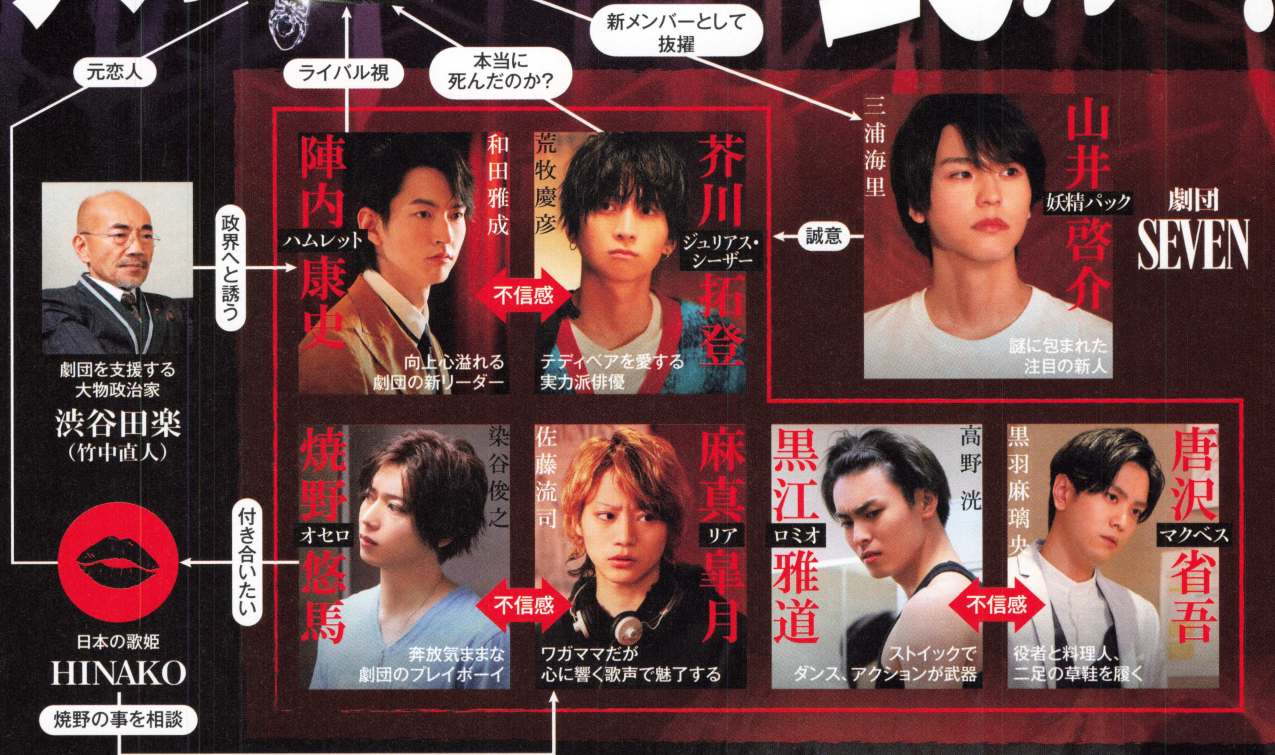 新メンバーとして
抜擢
元恋人
ライバル視
本当に
死んだのか?
陣内康史
ハムレット
和田雅成
向上心溢れる
劇団の新リーダー
不信感
荒牧慶彦
芥川拓登
ジュリアス・
シーザー
テディベアを愛する
実力派俳優
誠意
三浦海里
山井啓介
妖精パック
謎に包まれた
注目の新人
劇団
SEVEN
政界へと誘う
劇団を支援する
大物政治家
渋谷田楽
(竹中直人)
焼野悠馬
オセロ
染谷俊之
奔放気ままな
劇団のプレイボーイ
不信感
佐藤流司
麻真皐月
リア
ワガママだが
心に響く歌声で魅了する
黒江雅道
ロミオ
高野洸
ストイックで
ダンス、アクションが武器
不信感
黒羽麻璃央
唐沢省吾
マクベス
役者と料理人、
二足の草鞋を履く
付き合いたい
日本の歌姫
HINAKO
焼野の事を相談